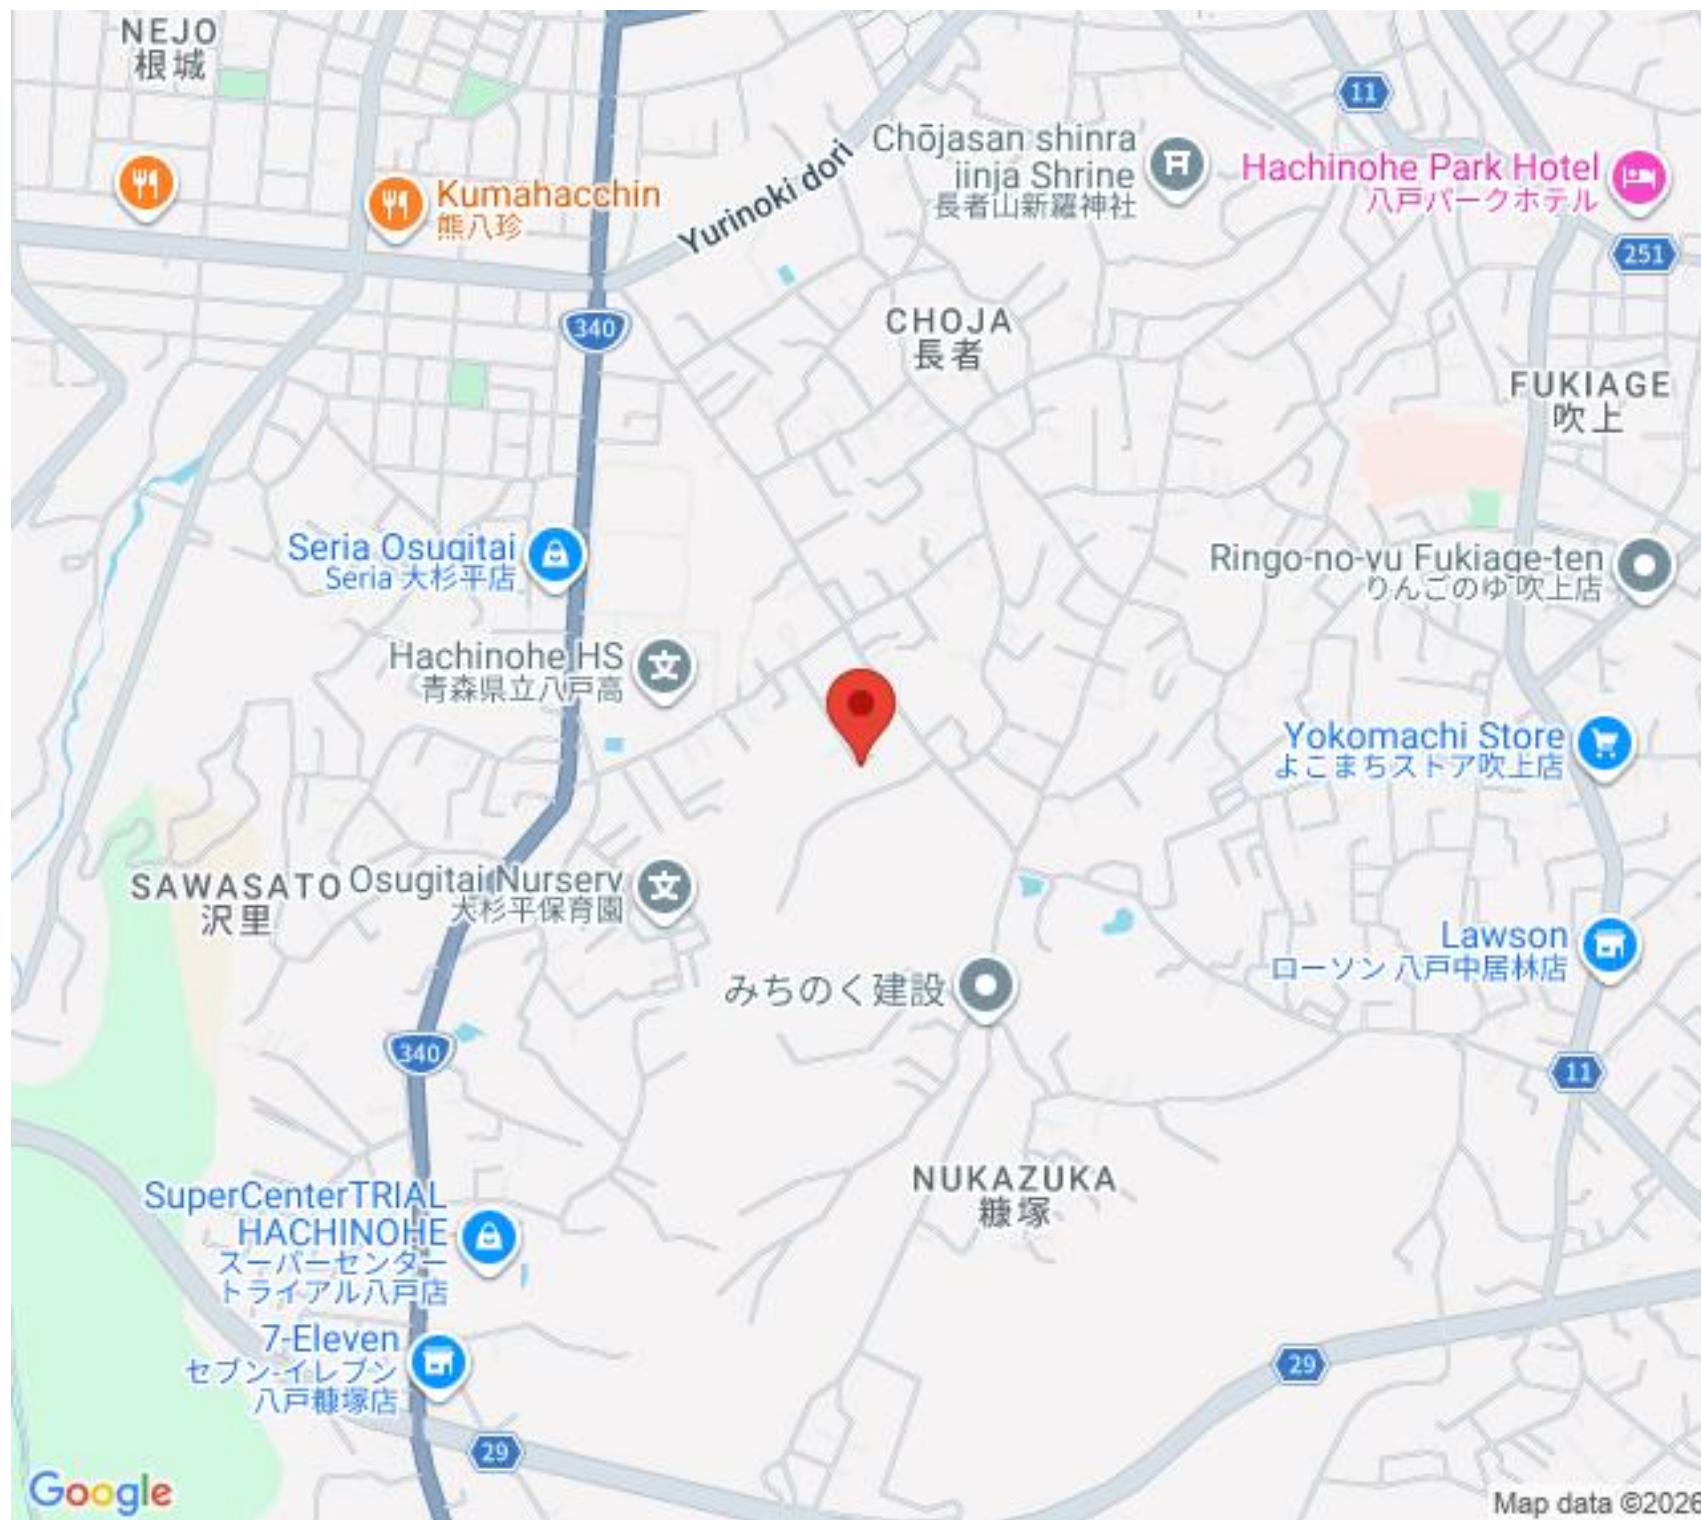 NEJO
根城
11
Chōjasan shinra
jinja Shrine
長者山新羅神社
Hachinohe Park Hotel
八戸パークホテル
Kumahacchin
熊八珍
Yurinoki dori
251
340
CHOJA
長者
FUKIAGE
吹上
Seria Osugitai
Seria 大杉平店
Ringo-no-yu Fukiage-ten
りんごのゆ 吹上店
Hachinohe HS
青森県立八戸高
Yokomachi Store
よこまちストア吹上店
SAWASATO
沢里
Osugitai Nursery
大杉平保育園
Lawson
ローソン 八戸中居林店
みちのく建設
340
11
NUKAZUKA
糠塚
SuperCenterTRIAL
HACHINOHE
スーパーセンター
トライアル八戸店
7-Eleven
セブン-イレブン
八戸糠塚店
29
29
Google
Map data ©2026